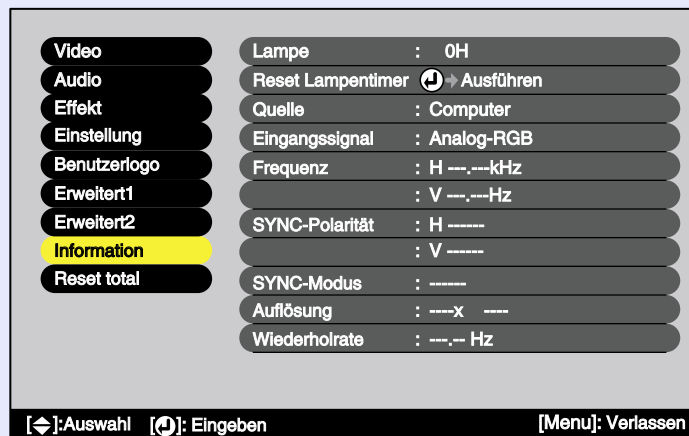 Video
Audio
Effekt
Einstellung
Benutzerlogo
Erweitert1
Erweitert2
Information
Reset total
Lampe : 0H
Reset Lampentimer Ausführen
Quelle : Computer
Eingangssignal : Analog-RGB
Frequenz : H ---.---kHz
: V ---.---Hz
SYNC-Polarität : H ------
: V ------
SYNC-Modus : ------
Auflösung : ----x ----
Wiederholrate : ---.-- Hz
[]:Auswahl []: Eingeben [Menu]: Verlassen